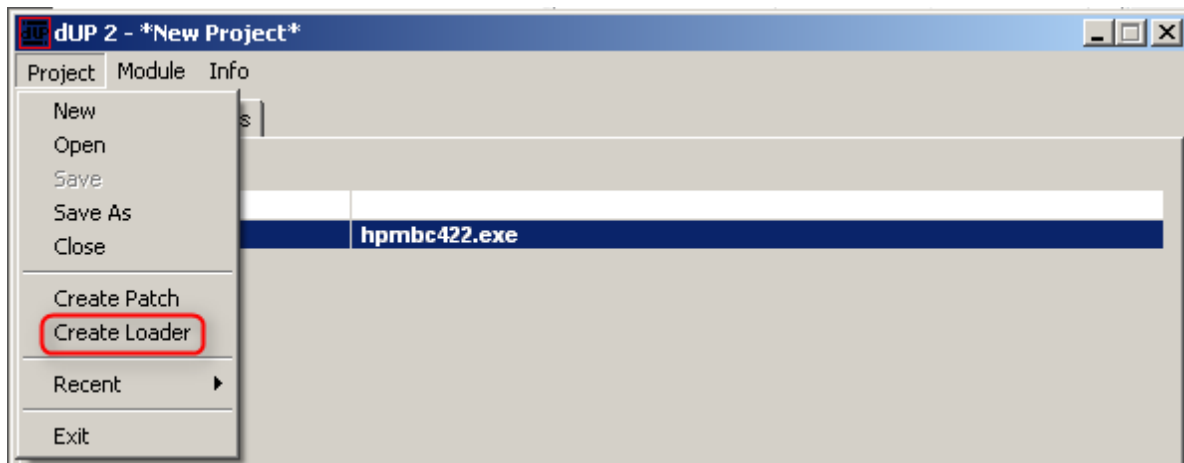 dUP dUP 2 - *New Project*
Project Module Info
New
s
Open
Save
Save As
hpmbc422.exe
Close
Create Patch
Create Loader
Recent
Exit